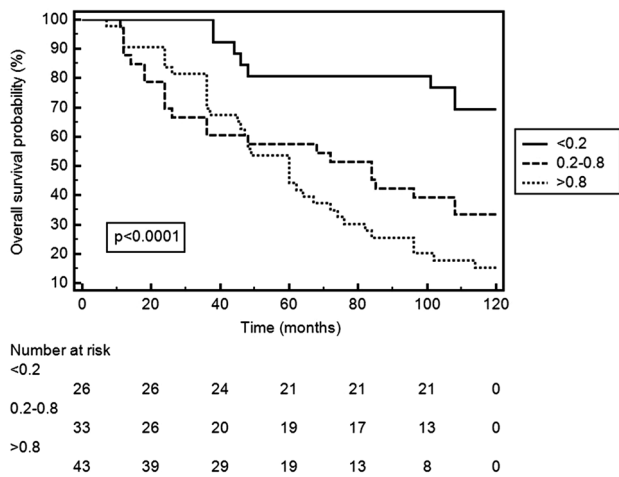 Overall survival probability (%)
100
90
80
70
60
50
40
30
20
10
p<0.0001
<0.2
0.2-0.8
>0.8
0 20 40 60 80 100 120
Time (months)
Number at risk
<0.2
26 26 24 21 21 21 0
0.2-0.8
33 26 20 19 17 13 0
>0.8
43 39 29 19 13 8 0